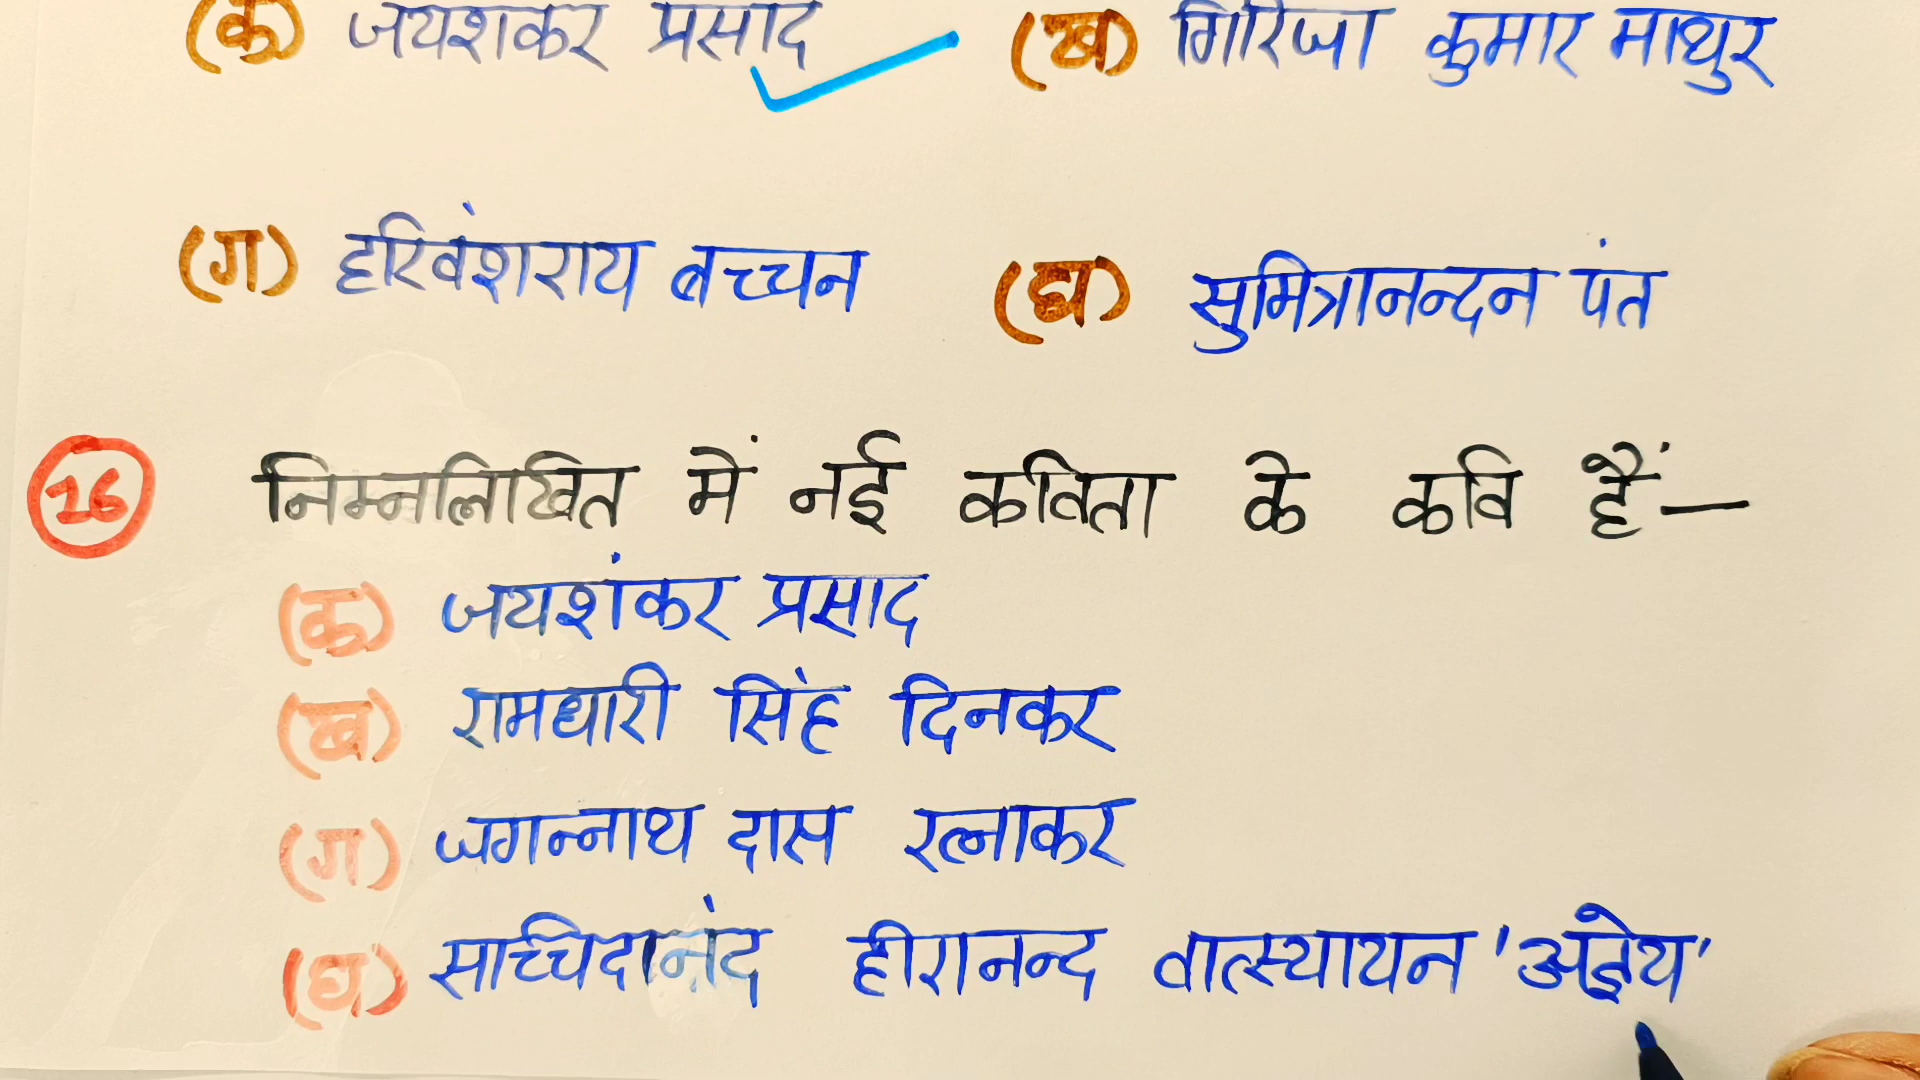 (क) जयशंकर प्रसाद (ख) गिरिजा कुमार माथुर
(ग) हरिवंशराय बच्चन (घ) सुमित्रानन्दन पंत
16 निम्नलिखित में नई कविता के कवि हैं:—
(क) जयशंकर प्रसाद
(ख) रामधारी सिंह दिनकर
(ग) जगन्नाथ दास रत्नाकर
(घ) साच्चिदानंद हीरानन्द वात्स्यायन 'अज्ञेय'